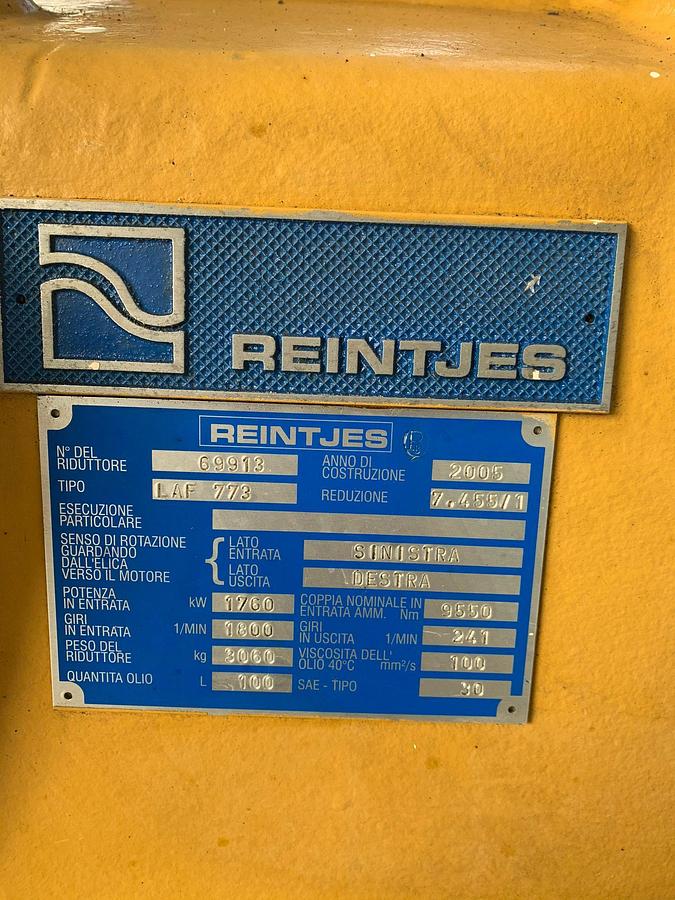 REINTJES
REINTJES
N° DEL RIDUTTORE 69913 ANNO DI COSTRUZIONE 2005
TIPO LAF 773 REDUZIONE 7.455/1
ESECUZIONE PARTICOLARE
SENSO DI ROTAZIONE GUARDANDO DALL'ELICA VERSO IL MOTORE
LATO ENTRATA SINISTRA
LATO USCITA DESTRA
POTENZA IN ENTRATA kW 1760 COPPIA NOMINALE IN ENTRATA AMM. Nm 9550
GIRI IN ENTRATA 1/MIN 1800 GIRI IN USCITA 1/MIN 241
PESO DEL RIDUTTORE kg 3060 VISCOSITA DELL' OLIO 40°C mm²/s 100
QUANTITA OLIO L 100 SAE - TIPO 30